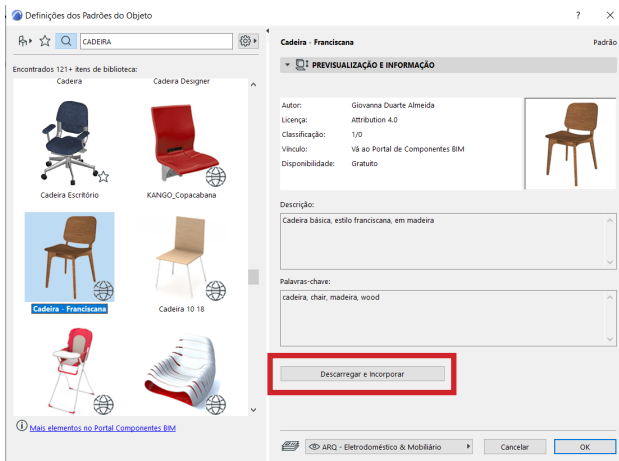 Definições dos Padrões do Objeto
CADEIRA
Encontrados 121+ itens de biblioteca:
Cadeira
Cadeira Designer
Cadeira Escritório
KANGO_Copacabana
Cadeira - Franciscana
Cadeira 10 18
Mais elementos no Portal Componentes BIM
Cadeira - Franciscana
Padrão
PREVISUALIZAÇÃO E INFORMAÇÃO
Autor: Giovanna Duarte Almeida
Licença: Attribution 4.0
Classificação: 1/0
Vínculo: Vá ao Portal de Componentes BIM
Disponibilidade: Gratuito
Descrição:
Cadeira básica, estilo franciscana, em madeira
Palavras-chave:
cadeira, chair, madeira, wood
Descarregar e Incorporar
ARQ - Eletrodoméstico & Mobiliário
Cancelar
OK